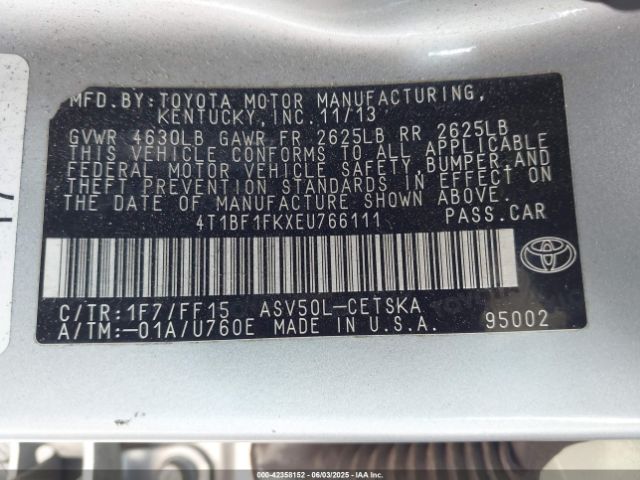 MFD.BY:TOYOTA MOTOR MANUFACTURING,
KENTUCKY,INC.11/13
GVWR 4630LB GAWR FR 2625LB RR 2625LB
THIS VEHICLE CONFORMS TO ALL APPLICABLE
FEDERAL MOTOR VEHICLE SAFETY,BUMPER,AND
THEFT PREVENTION STANDARDS IN EFFECT ON
THE DATE OF MANUFACTURE SHOWN ABOVE.
4T1BF1FKXEU766111 PASS.CAR
C/TR:1F7/FF15 ASV50L-CETSKA
A/TM:-01A/U760E MADE IN U.S.A. 95002
000-42358152 - 06/03/2025 - IAA Inc.